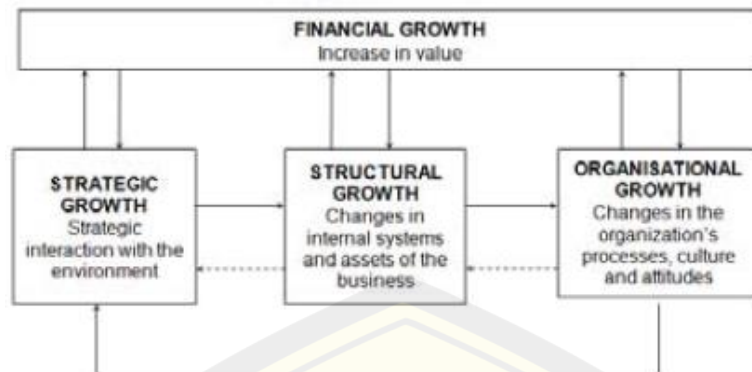 FINANCIAL GROWTH
Increase in value
STRATEGIC
GROWTH
Strategic
interaction with the
environment
STRUCTURAL
GROWTH
Changes in
internal systems
and assets of the
business
ORGANISATIONAL
GROWTH
Changes in the
organization's
processes, culture
and attitudes